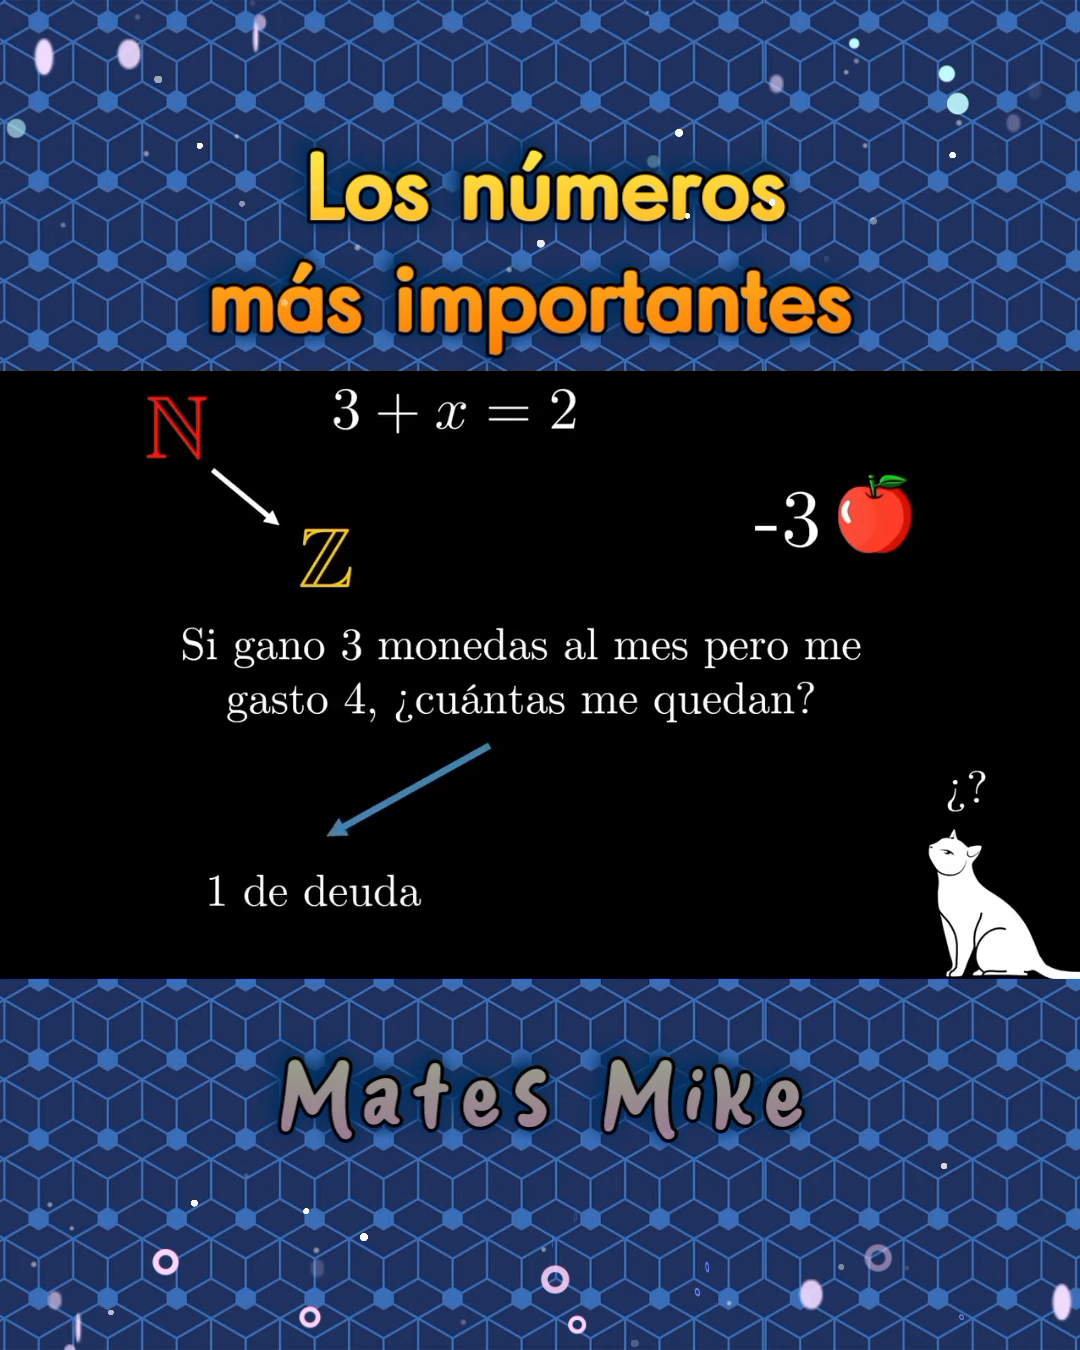 Los números
más importantes
ℕ
3 + x = 2
-3
ℤ
Si gano 3 monedas al mes pero me
gasto 4, ¿cuántas me quedan?
¿?
1 de deuda
Mates Mike